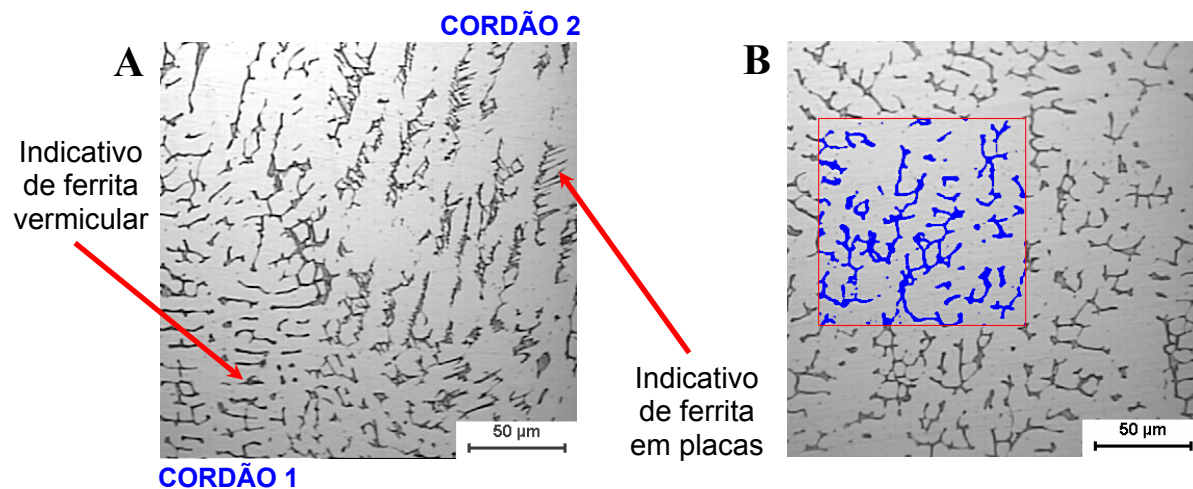 CORDÃO 2
A
B
Indicativo
de ferrita
vermicular
Indicativo
de ferrita
em placas
50 µm
50 µm
CORDÃO 1